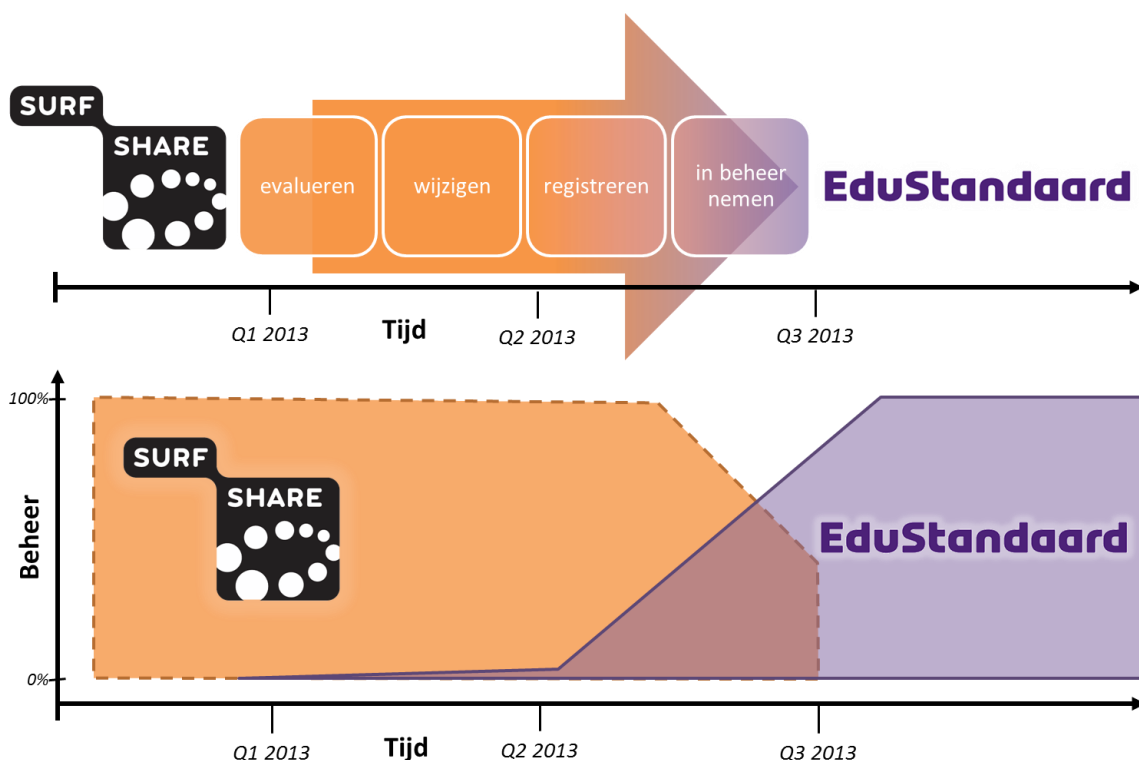 SURF
SHARE
evalueren
wijzigen
registreren
in beheer
nemen
EduStandaard
Q1 2013
Tijd
Q2 2013
Q3 2013
100%
SURF
SHARE
EduStandaard
Beheer
0%
Q1 2013
Tijd
Q2 2013
Q3 2013